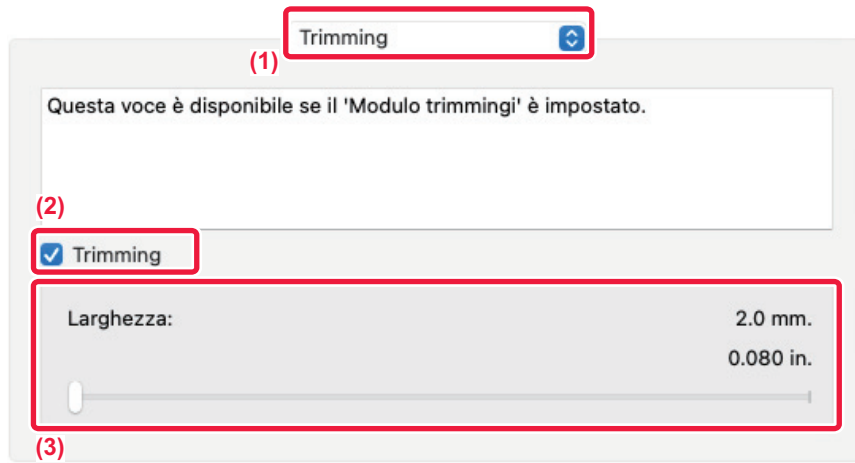 Trimming
(1)
Questa voce è disponibile se il 'Modulo trimmingi' è impostato.
(2)
Trimming
Larghezza: 2.0 mm.
0.080 in.
(3)